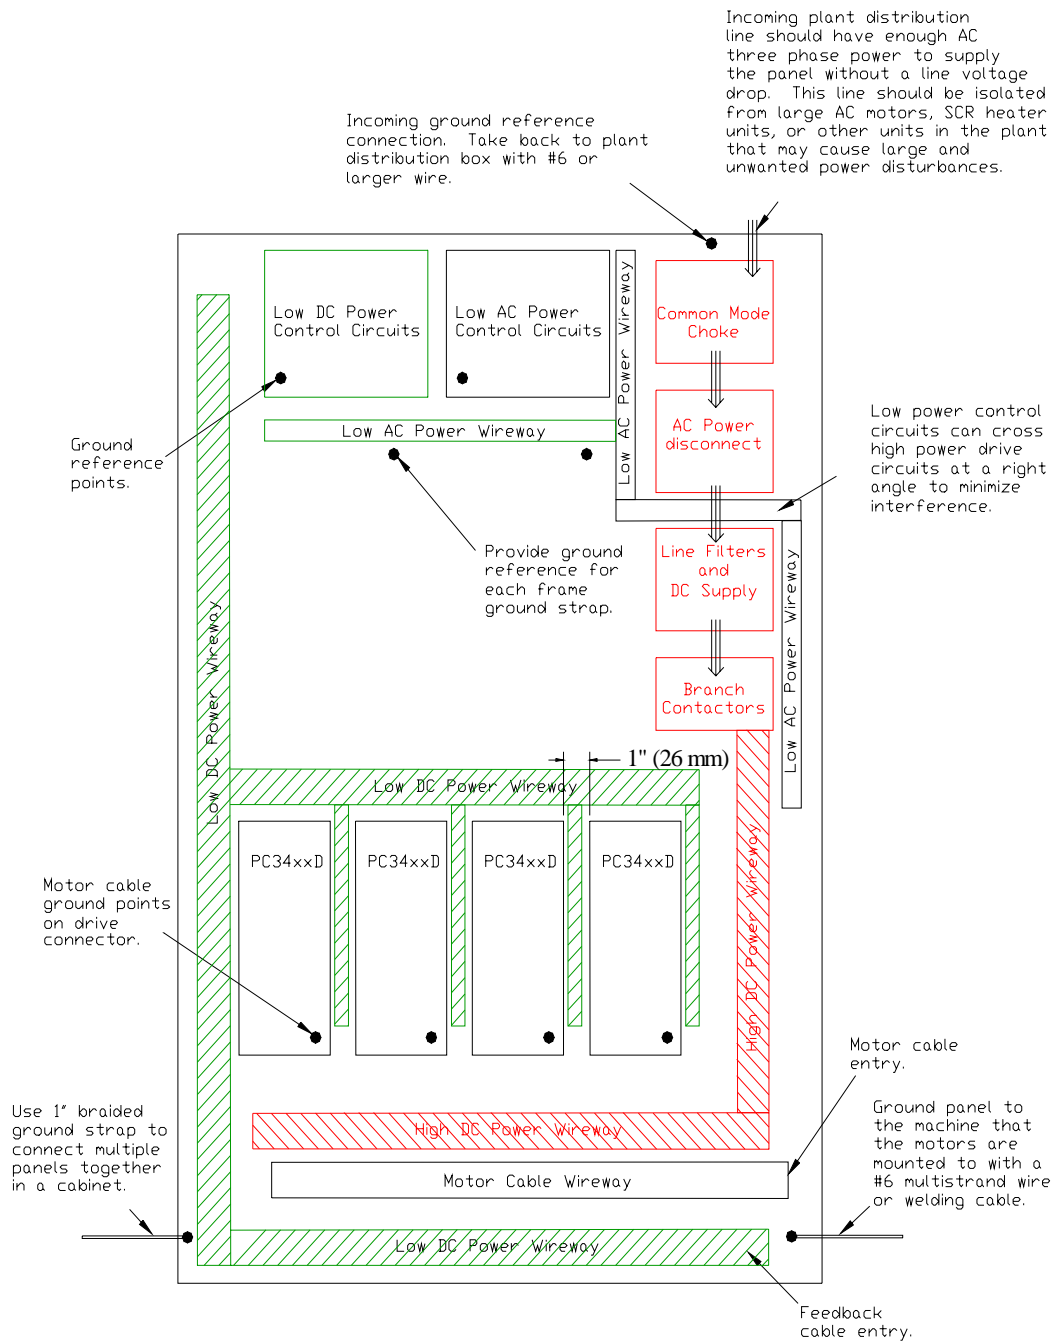 Incoming plant distribution
line should have enough AC
three phase power to supply
the panel without a line voltage
drop. This line should be isolated
from large AC motors, SCR heater
units, or other units in the plant
that may cause large and
unwanted power disturbances.
Incoming ground reference
connection. Take back to plant
distribution box with #6 or
larger wire.
Low DC Power
Control Circuits
Low AC Power
Control Circuits
Low AC Power Wireway
Common Mode
Choke
AC Power
disconnect
Low AC Power Wireway
Low power control
circuits can cross
high power drive
circuits at a right
angle to minimize
interference.
Ground
reference
points.
Provide ground
reference for
each frame
ground strap.
Line Filters
and
DC Supply
Low AC Power Wireway
Low DC Power Wireway
Branch
Contactors
1" (26 mm)
Low DC Power Wireway
PC34xxD
PC34xxD
PC34xxD
PC34xxD
High DC Power Wireway
Motor cable
ground points
on drive
connector.
Motor cable
entry.
Use 1" braided
ground strap to
connect multiple
panels together
in a cabinet.
High DC Power Wireway
Motor Cable Wireway
Ground panel to
the machine that
the motors are
mounted to with a
#6 multistrand wire
or welding cable.
Low DC Power Wireway
Feedback
cable entry.